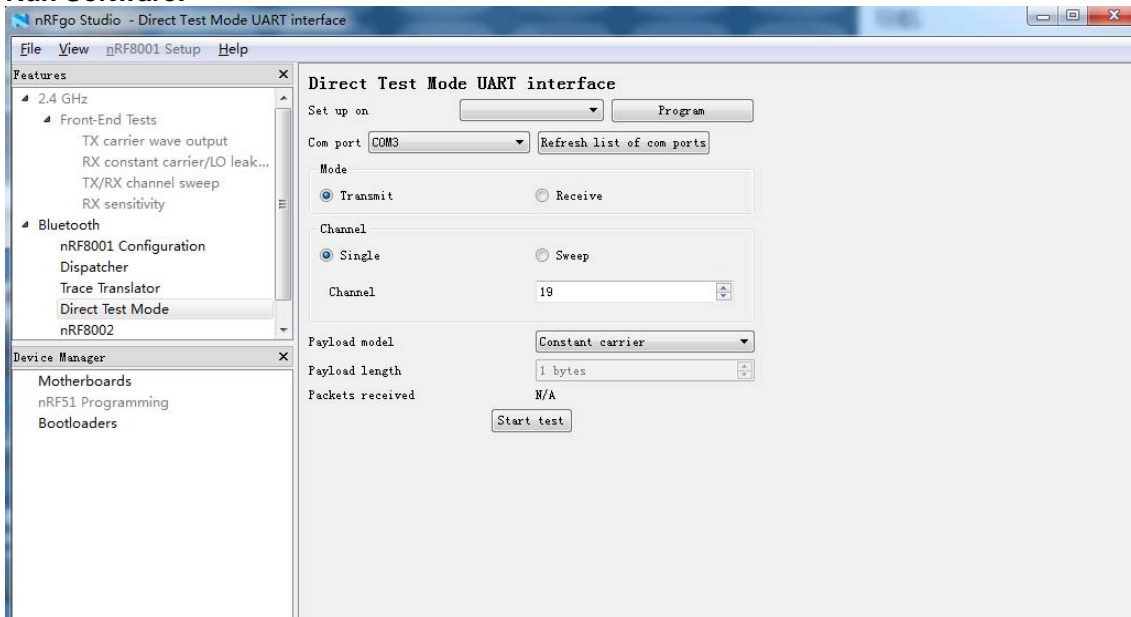 nRFgo Studio - Direct Test Mode UART interface
File View nRF8001 Setup Help
Features
2.4 GHz
Front-End Tests
TX carrier wave output
RX constant carrier/LO leak...
TX/RX channel sweep
RX sensitivity
Bluetooth
nRF8001 Configuration
Dispatcher
Trace Translator
Direct Test Mode
nRF8002
Device Manager
Motherboards
nRF51 Programming
Bootloaders
Direct Test Mode UART interface
Set up on Program
Com port COM3 Refresh list of com ports
Mode
Transmit Receive
Channel
Single Sweep
Channel 19
Payload model Constant carrier
Payload length 1 bytes
Packets received N/A
Start test